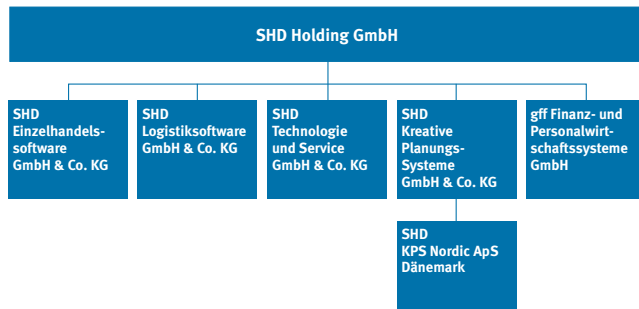 SHD Holding GmbH
SHD
Einzelhandels-
software
GmbH & Co. KG
SHD
Logistiksoftware
GmbH & Co. KG
SHD
Technologie
und Service
GmbH & Co. KG
SHD
Kreative
Planungs-
Systeme
GmbH & Co. KG
gff Finanz- und
Personalwirt-
schaftssysteme
GmbH
SHD
KPS Nordic ApS
Dänemark